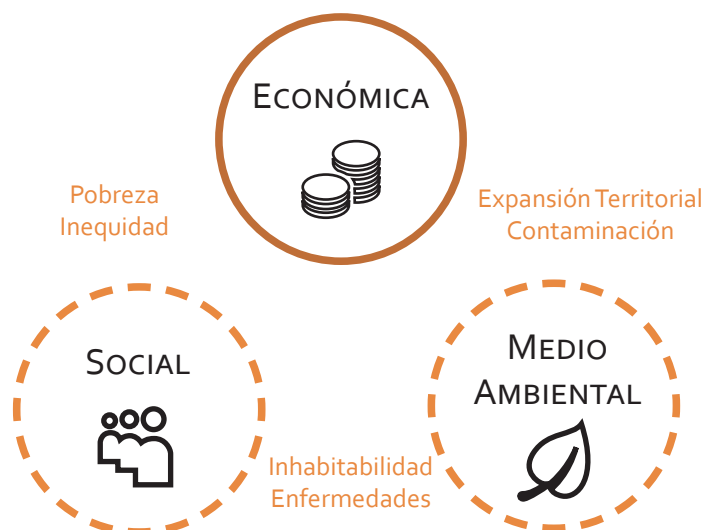 Económica
Pobreza
Inequidad
Expansión Territorial
Contaminación
Social
Medio
Ambiental
Inhabitabilidad
Enfermedades